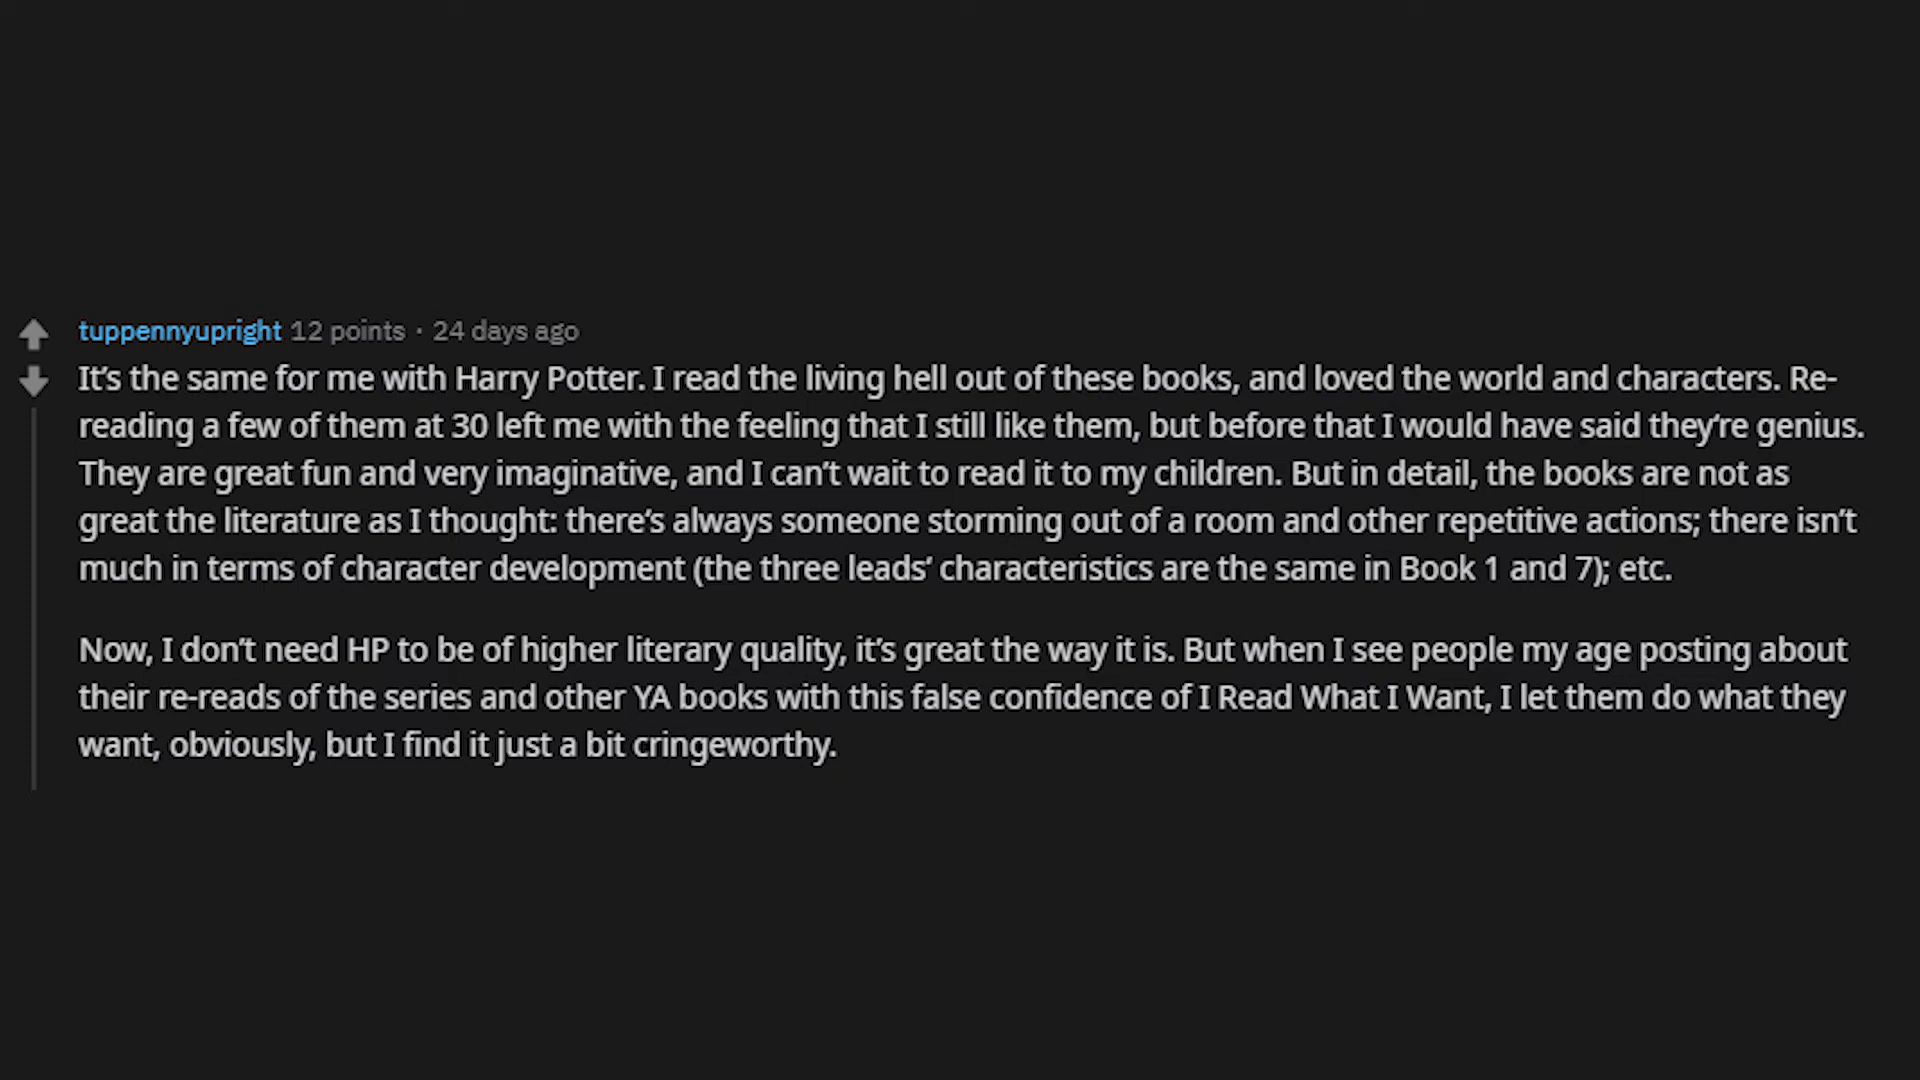 tuppennyupright 12 points · 24 days ago
It’s the same for me with Harry Potter. I read the living hell out of these books, and loved the world and characters. Re-
reading a few of them at 30 left me with the feeling that I still like them, but before that I would have said they‘re genius.
They are great fun and very imaginative, and I can’t wait to read it to my children. But in detail, the books are not as
great the literature as I thought: there’s always someone storming out of a room and other repetitive actions; there isn’t
much in terms of character development (the three leads’ characteristics are the same in Book 1 and 7); etc.
Now, I don’t need HP to be of higher literary quality, it’s great the way it is. But when I see people my age posting about
their re-reads of the series and other YA books with this false confidence of I Read What I Want, I let them do what they
want, obviously, but I find it just a bit cringeworthy.